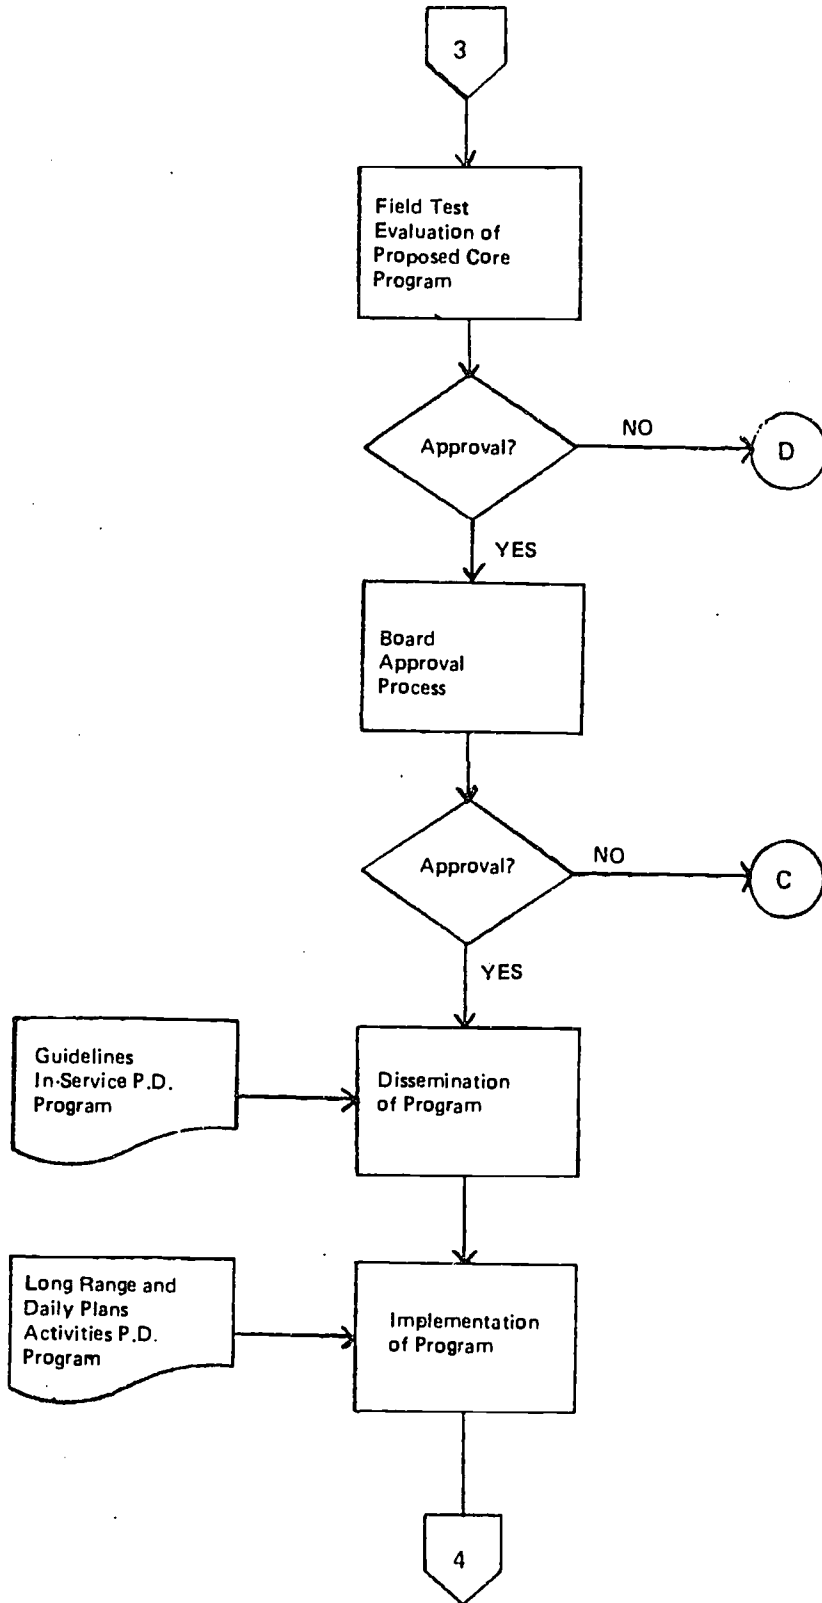 3
Field Test
Evaluation of
Proposed Core
Program
Approval?
NO
D
YES
Board
Approval
Process
Approval?
NO
C
YES
Guidelines
In-Service P.D.
Program
Dissemination
of Program
Long Range and
Daily Plans
Activities P.D.
Program
Implementation
of Program
4